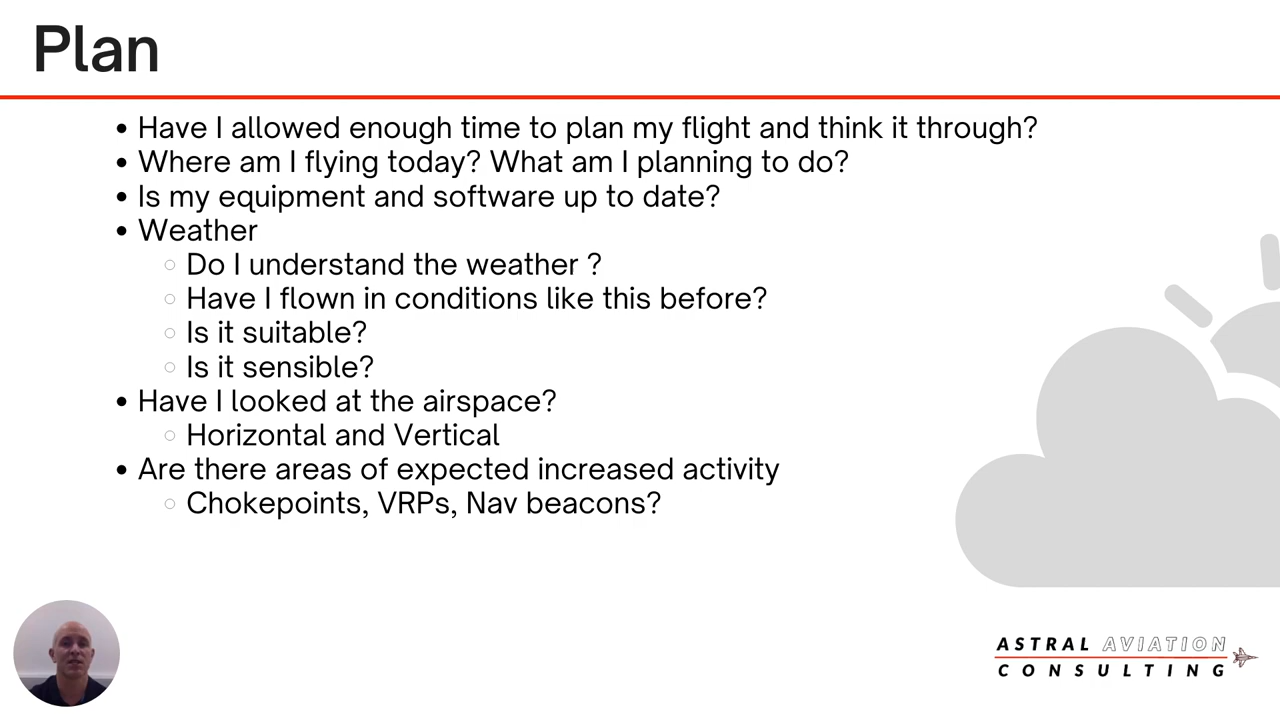 Plan
• Have I allowed enough time to plan my flight and think it through?
• Where am I flying today? What am I planning to do?
• Is my equipment and software up to date?
• Weather
○ Do I understand the weather ?
○ Have I flown in conditions like this before?
○ Is it suitable?
○ Is it sensible?
• Have I looked at the airspace?
○ Horizontal and Vertical
• Are there areas of expected increased activity
○ Chokepoints, VRPs, Nav beacons?
ASTRAL AVIATION
CONSULTING